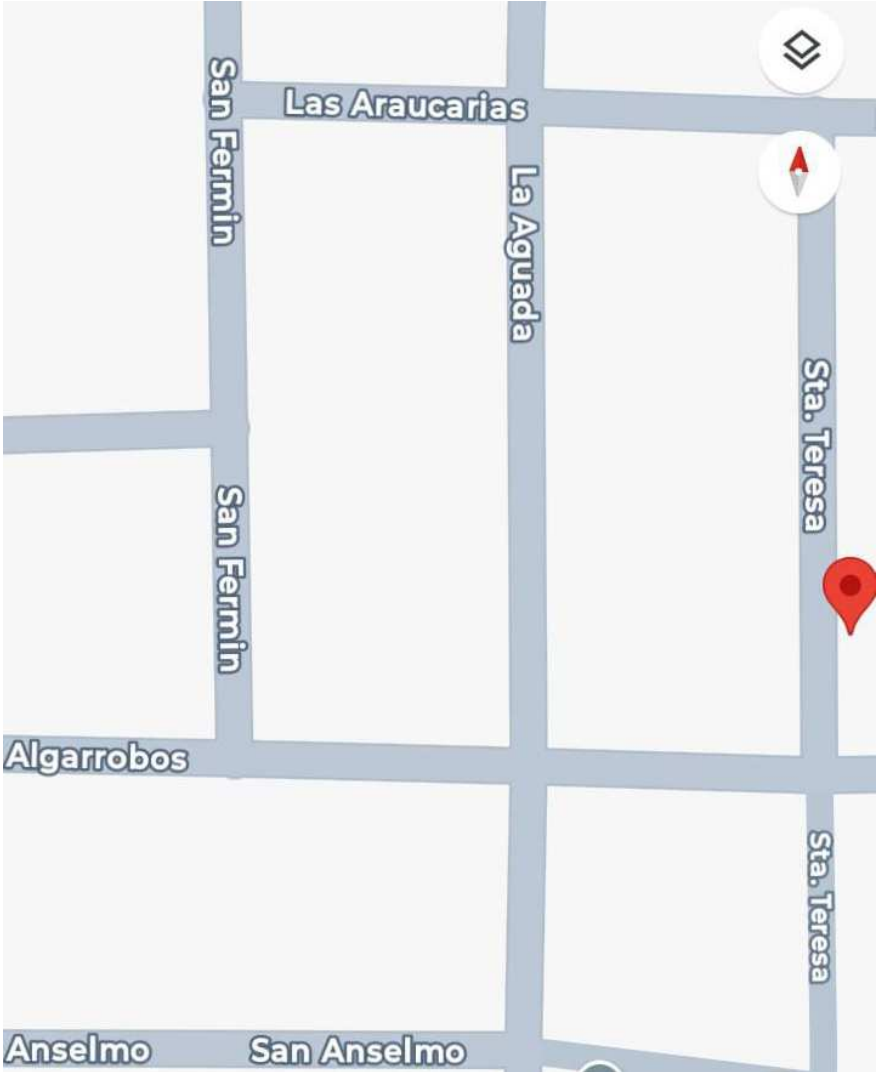 San Fermin
Las Araucarias
La Aguada
Sta. Teresa
San Fermin
Algarrobos
Sta. Teresa
Anselmo
San Anselmo